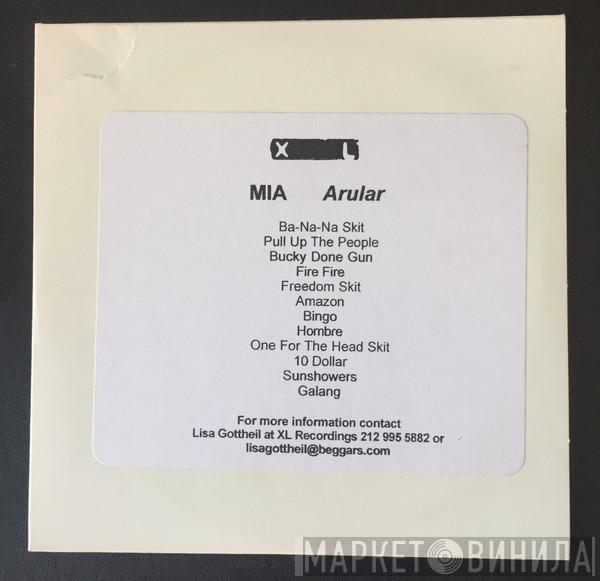 X L
MIA Arular
Ba-Na-Na Skit
Pull Up The People
Bucky Done Gun
Fire Fire
Freedom Skit
Amazon
Bingo
Hombre
One For The Head Skit
10 Dollar
Sunshowers
Galang
For more information contact
Lisa Gottheil at XL Recordings 212 995 5882 or
lisagottheil@beggars.com
МАРКЕТ ВИНИЛА